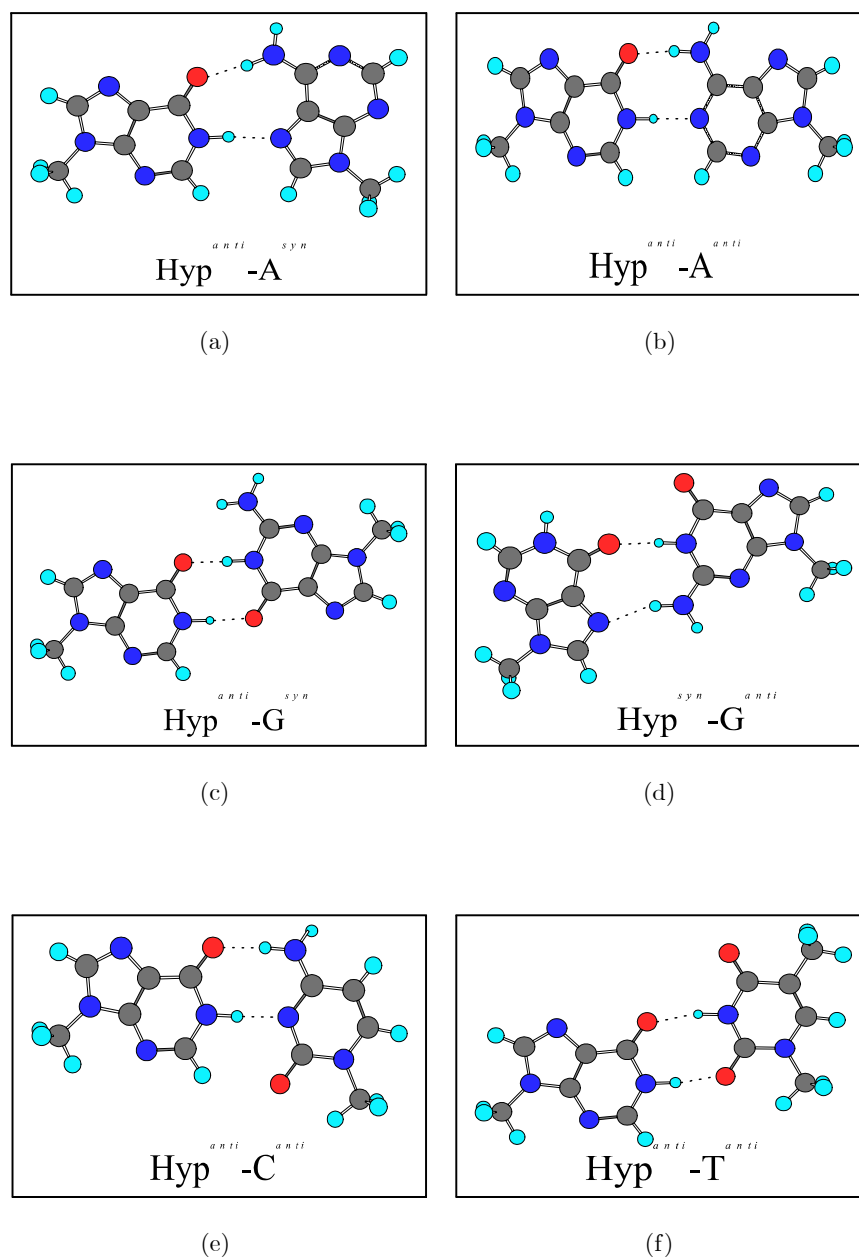 anti syn
Hyp -A
anti anti
Hyp -A
(a)
(b)
anti syn
Hyp -G
syn anti
Hyp -G
(c)
(d)
anti anti
Hyp -C
anti anti
Hyp -T
(e)
(f)